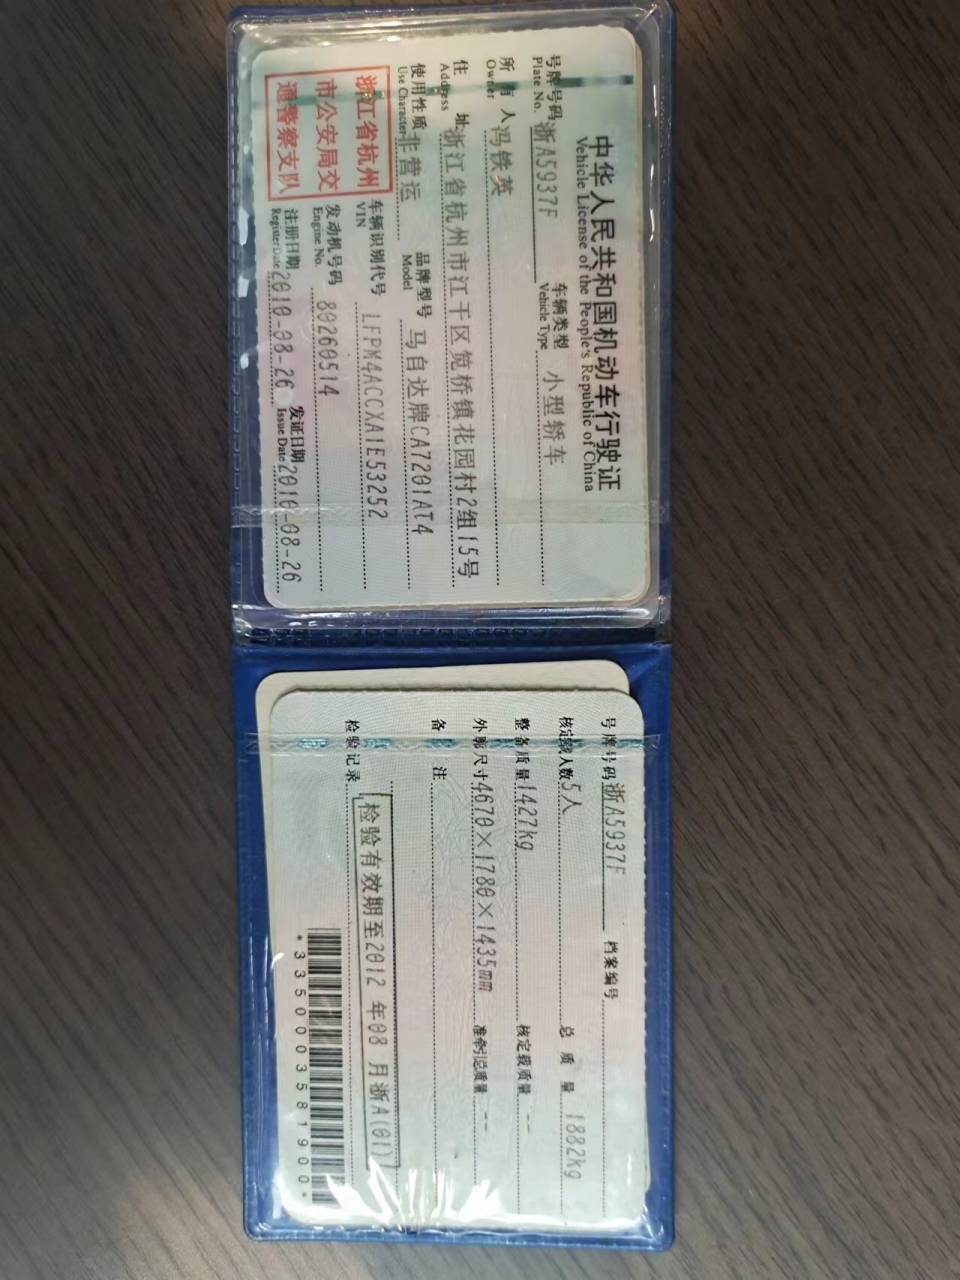 中华人民共和国机动车行驶证
Vehicle License of the People's Republic of China
号牌号码 浙A5937F 车辆类型 小型轿车
Plate No. Vehicle Type
所有人 冯铁英
Owner
住址 浙江省杭州市江干区笕桥镇花园村2组15号
Address
使用性质 非营运 品牌型号 马自达牌CA7201AT4
Use Character Model
浙江省杭州
市公安局交
通警察支队
车辆识别代号 LFPM4ACCXA1E53252
VIN
发动机号码 80260514
Engine No.
注册日期 2010-08-26 发证日期 2010-08-26
Register Date Issue Date
号牌号码 浙A5937F 档案编号
核定载人数 5人 总质量 1882kg
整备质量 1427kg 核定载质量 --
外廓尺寸 4670×1780×1435mm 准牵引总质量 --
备注
检验记录 检验有效期至2012年08月浙A(01)
*3350003581900*